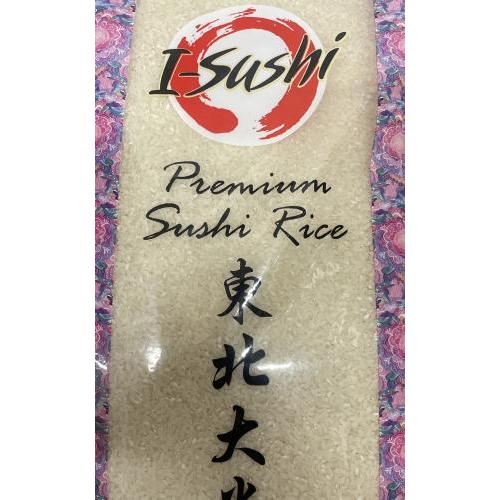 I-Sushi
Premium
Sushi Rice
東
北
大